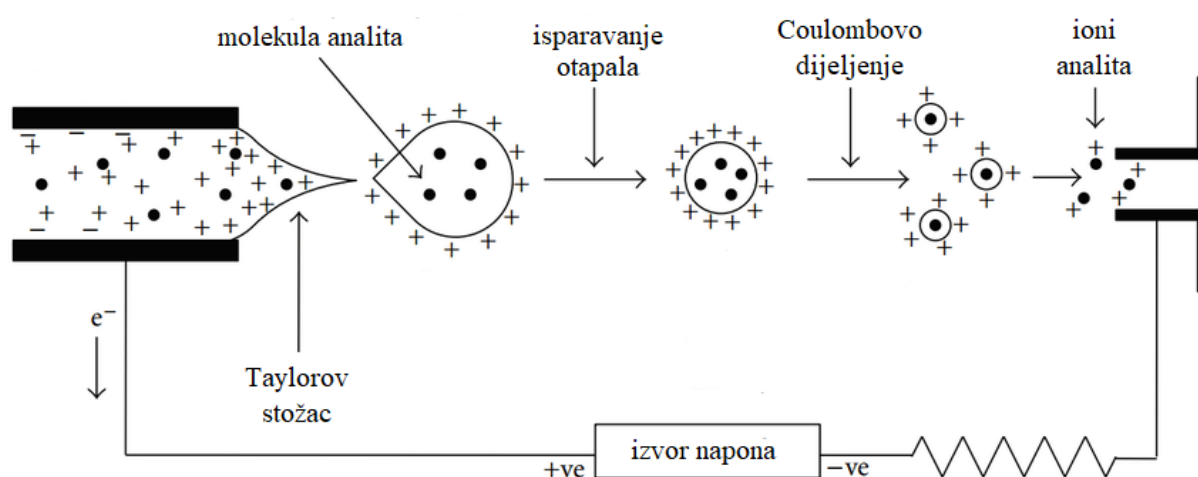 molekula analita
isparavanje
otapala
Coulombovo
dijeljenje
ioni
analita
e⁻
Taylorov
stožac
+ve
izvor napona
−ve